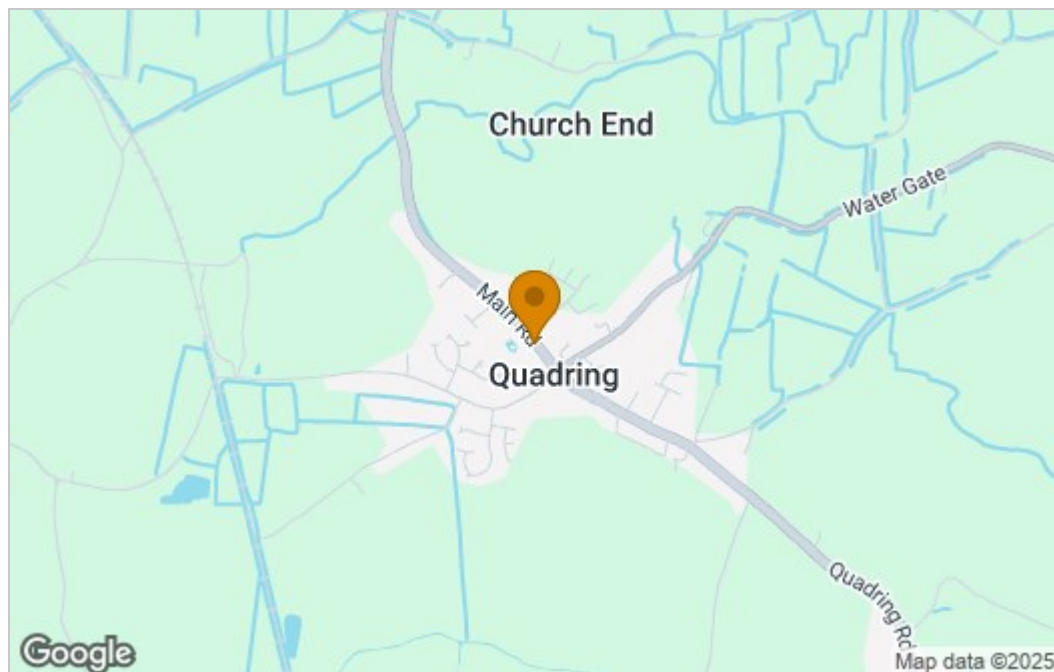 Church End
Water Gate
Main Rd
Quadring
Quadring Rd
Google
Map data ©2025